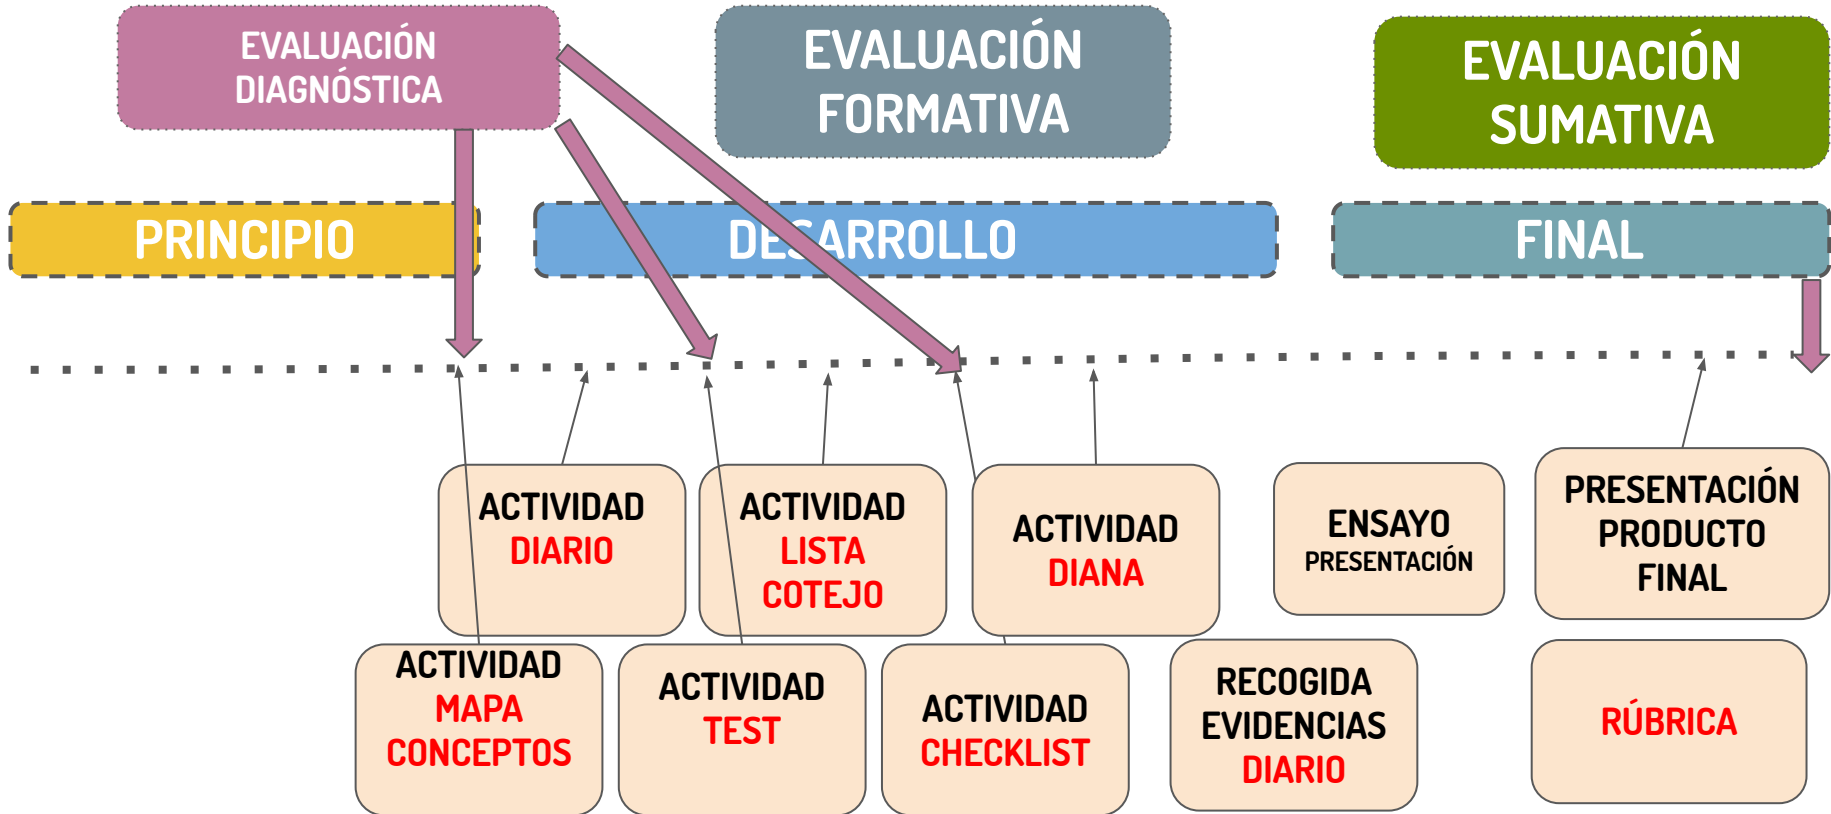 EVALUACIÓN
DIAGNÓSTICA
EVALUACIÓN
FORMATIVA
EVALUACIÓN
SUMATIVA
PRINCIPIO
DESARROLLO
FINAL
ACTIVIDAD
DIARIO
ACTIVIDAD
LISTA
COTEJO
ACTIVIDAD
DIANA
ENSAYO
PRESENTACIÓN
PRESENTACIÓN
PRODUCTO
FINAL
ACTIVIDAD
MAPA
CONCEPTOS
ACTIVIDAD
TEST
ACTIVIDAD
CHECKLIST
RECOGIDA
EVIDENCIAS
DIARIO
RÚBRICA